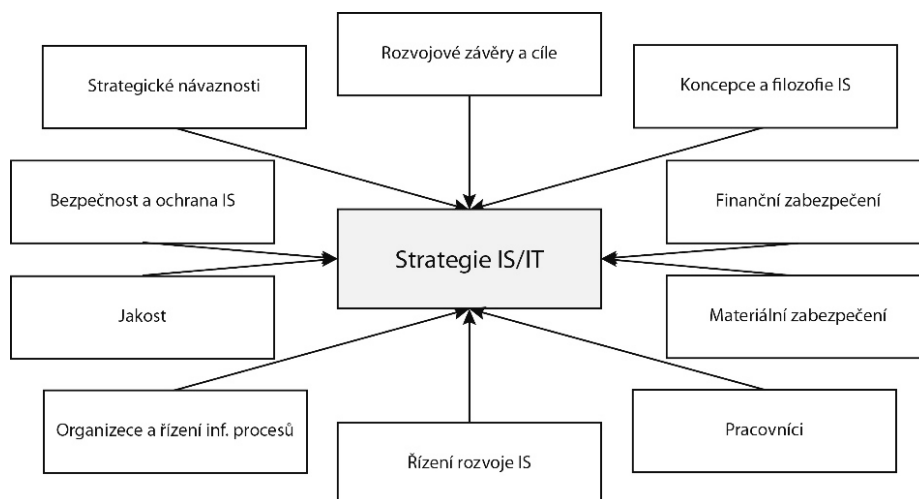 Rozvojové závěry a cíle
Strategické návaznosti
Koncepce a filozofie IS
Bezpečnost a ochrana IS
Finanční zabezpečení
Strategie IS/IT
Jakost
Materiální zabezpečení
Organizece a řízení inf. procesů
Řízení rozvoje IS
Pracovníci